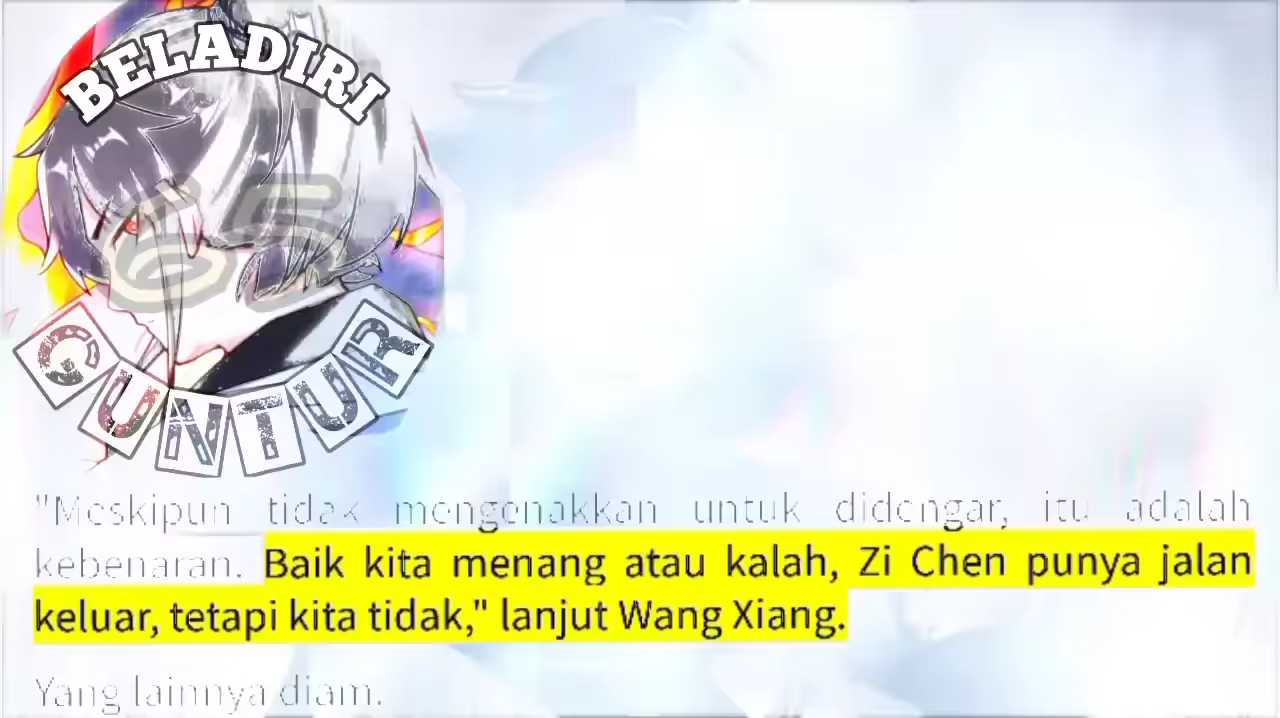 BELADIRI
65
GUNTUR
"Meskipun tidak mengenakkan untuk didengar, itu adalah
kebenaran. Baik kita menang atau kalah, Zi Chen punya jalan
keluar, tetapi kita tidak," lanjut Wang Xiang.
Yang lainnya diam.